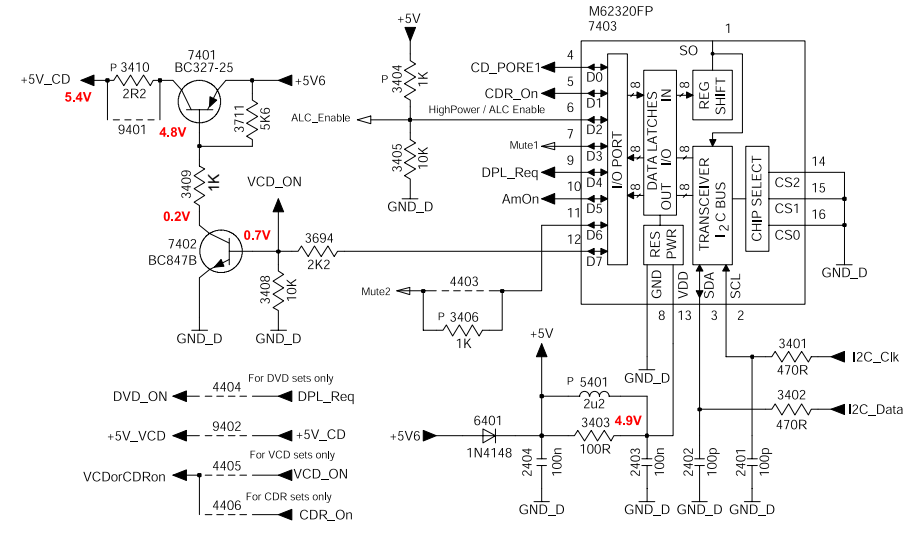 M62320FP
7403
+5V
1
SO
7401
BC327-25
+5V_CD
P 3410
2R2
+5V6
5.4V
9401
4.8V
3711
5K6
3409
1K
VCD_ON
0.2V
0.7V
7402
BC847B
3694
2K2
3408
10K
GND_D
GND_D
P
3404
1K
ALC_Enable
HighPower / ALC Enable
3405
10K
GND_D
4
CD_PORE1
D0
5
CDR_On
D1
6
D2
7
Mute1
D3
9
DPL_Req
D4
10
AmOn
D5
11
D6
12
D7
I/O PORT
8
8
8
8
8
8
DATA LATCHES
IN
I/O
OUT
REG
SHIFT
TRANSCEIVER
I2C BUS
CHIP SELECT
14
CS2
15
CS1
16
CS0
GND_D
RES
PWR
GND
VDD
SDA
SCL
8
13
3
2
Mute2
4403
P 3406
1K
GND_D
+5V
P 5401
2u2
6401
+5V6
1N4148
3403
100R
4.9V
2404
100n
2403
100n
2402
100p
2401
100p
GND_D
GND_D
GND_D
GND_D
3401
470R
I2C_Clk
3402
470R
I2C_Data
For DVD sets only
DVD_ON
4404
DPL_Req
+5V_VCD
9402
+5V_CD
For VCD sets only
VCDorCDRon
4405
VCD_ON
For CDR sets only
4406
CDR_On